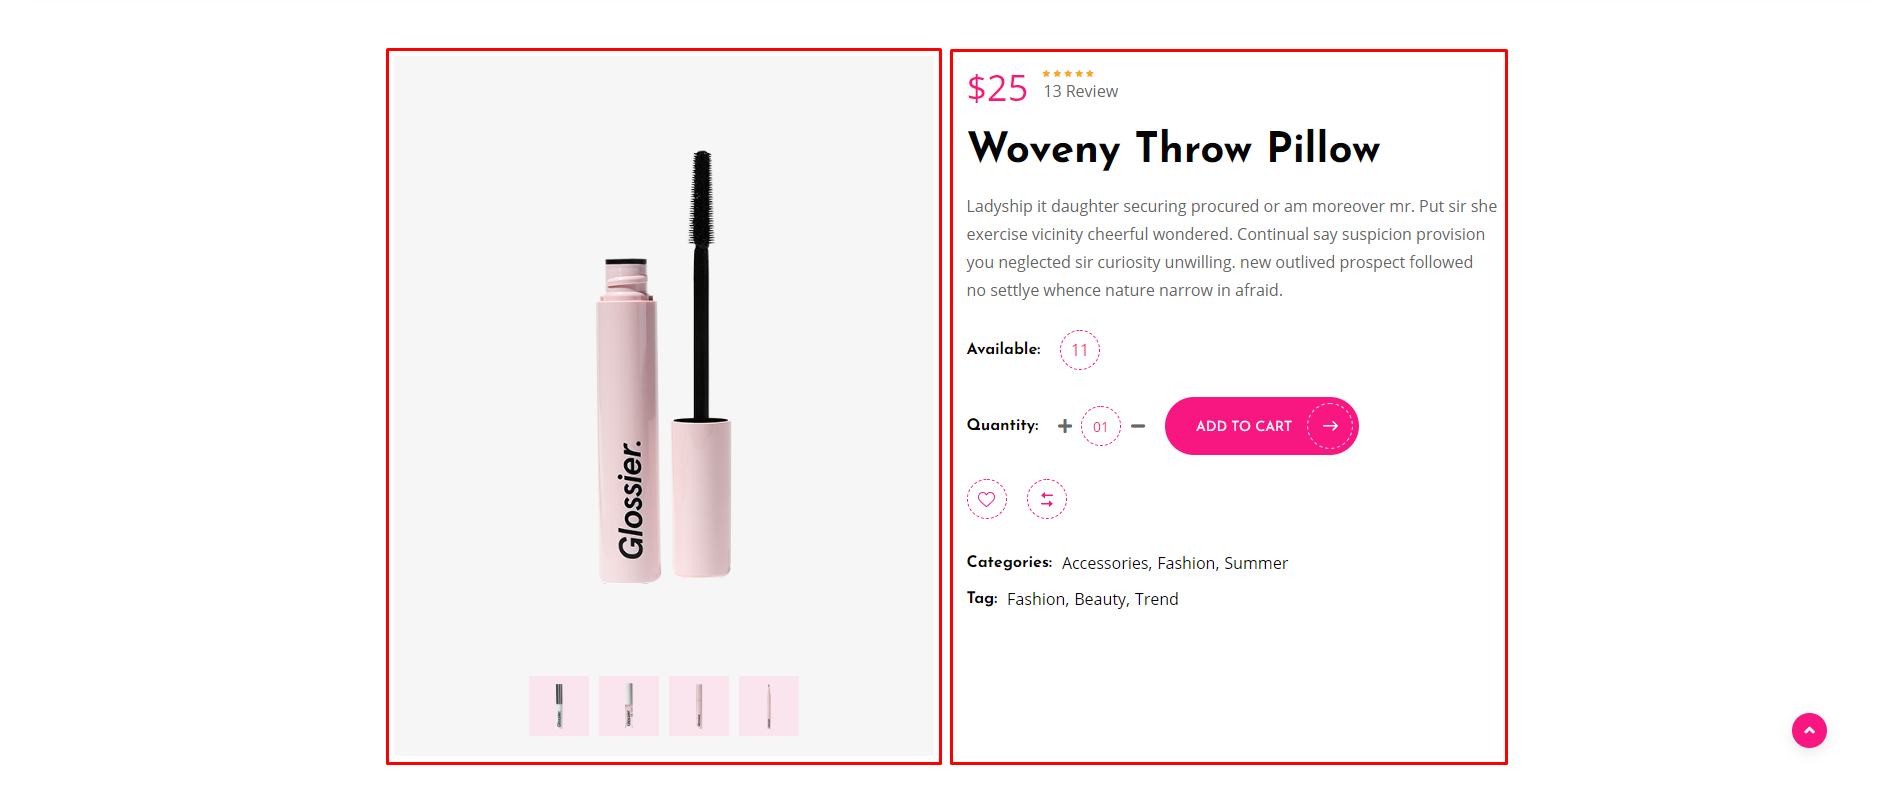 Glossier.
$25
13 Review
Woveny Throw Pillow
Ladyship it daughter securing procured or am moreover mr. Put sir she
exercise vicinity cheerful wondered. Continual say suspicion provision
you neglected sir curiosity unwilling. new outlived prospect followed
no settlye whence nature narrow in afraid.
Available: 11
Quantity: + 01 − ADD TO CART
Categories: Accessories, Fashion, Summer
Tag: Fashion, Beauty, Trend